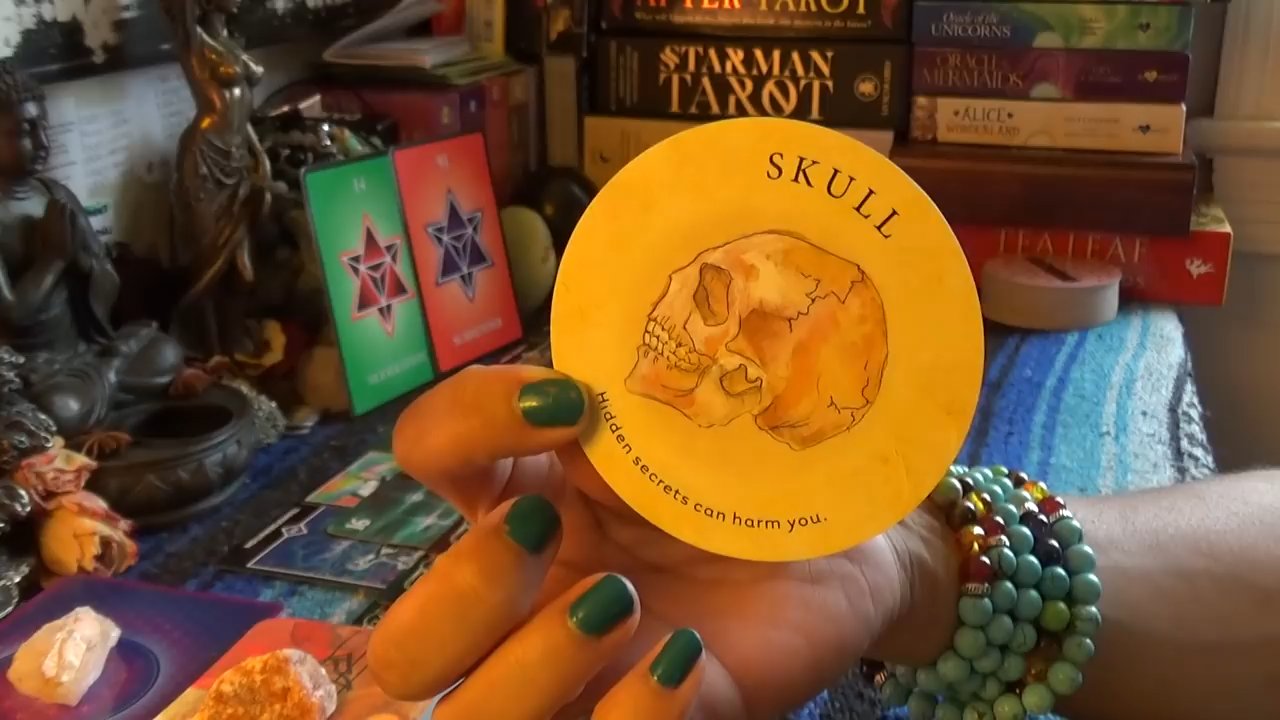 AFTER TAROT
STARMAN
TAROT
Oracle of the
UNICORNS
ORACLE
MERMAIDS
ALICE
WONDERLAND
TEA LEAF
14
SKULL
Hidden secrets can harm you.